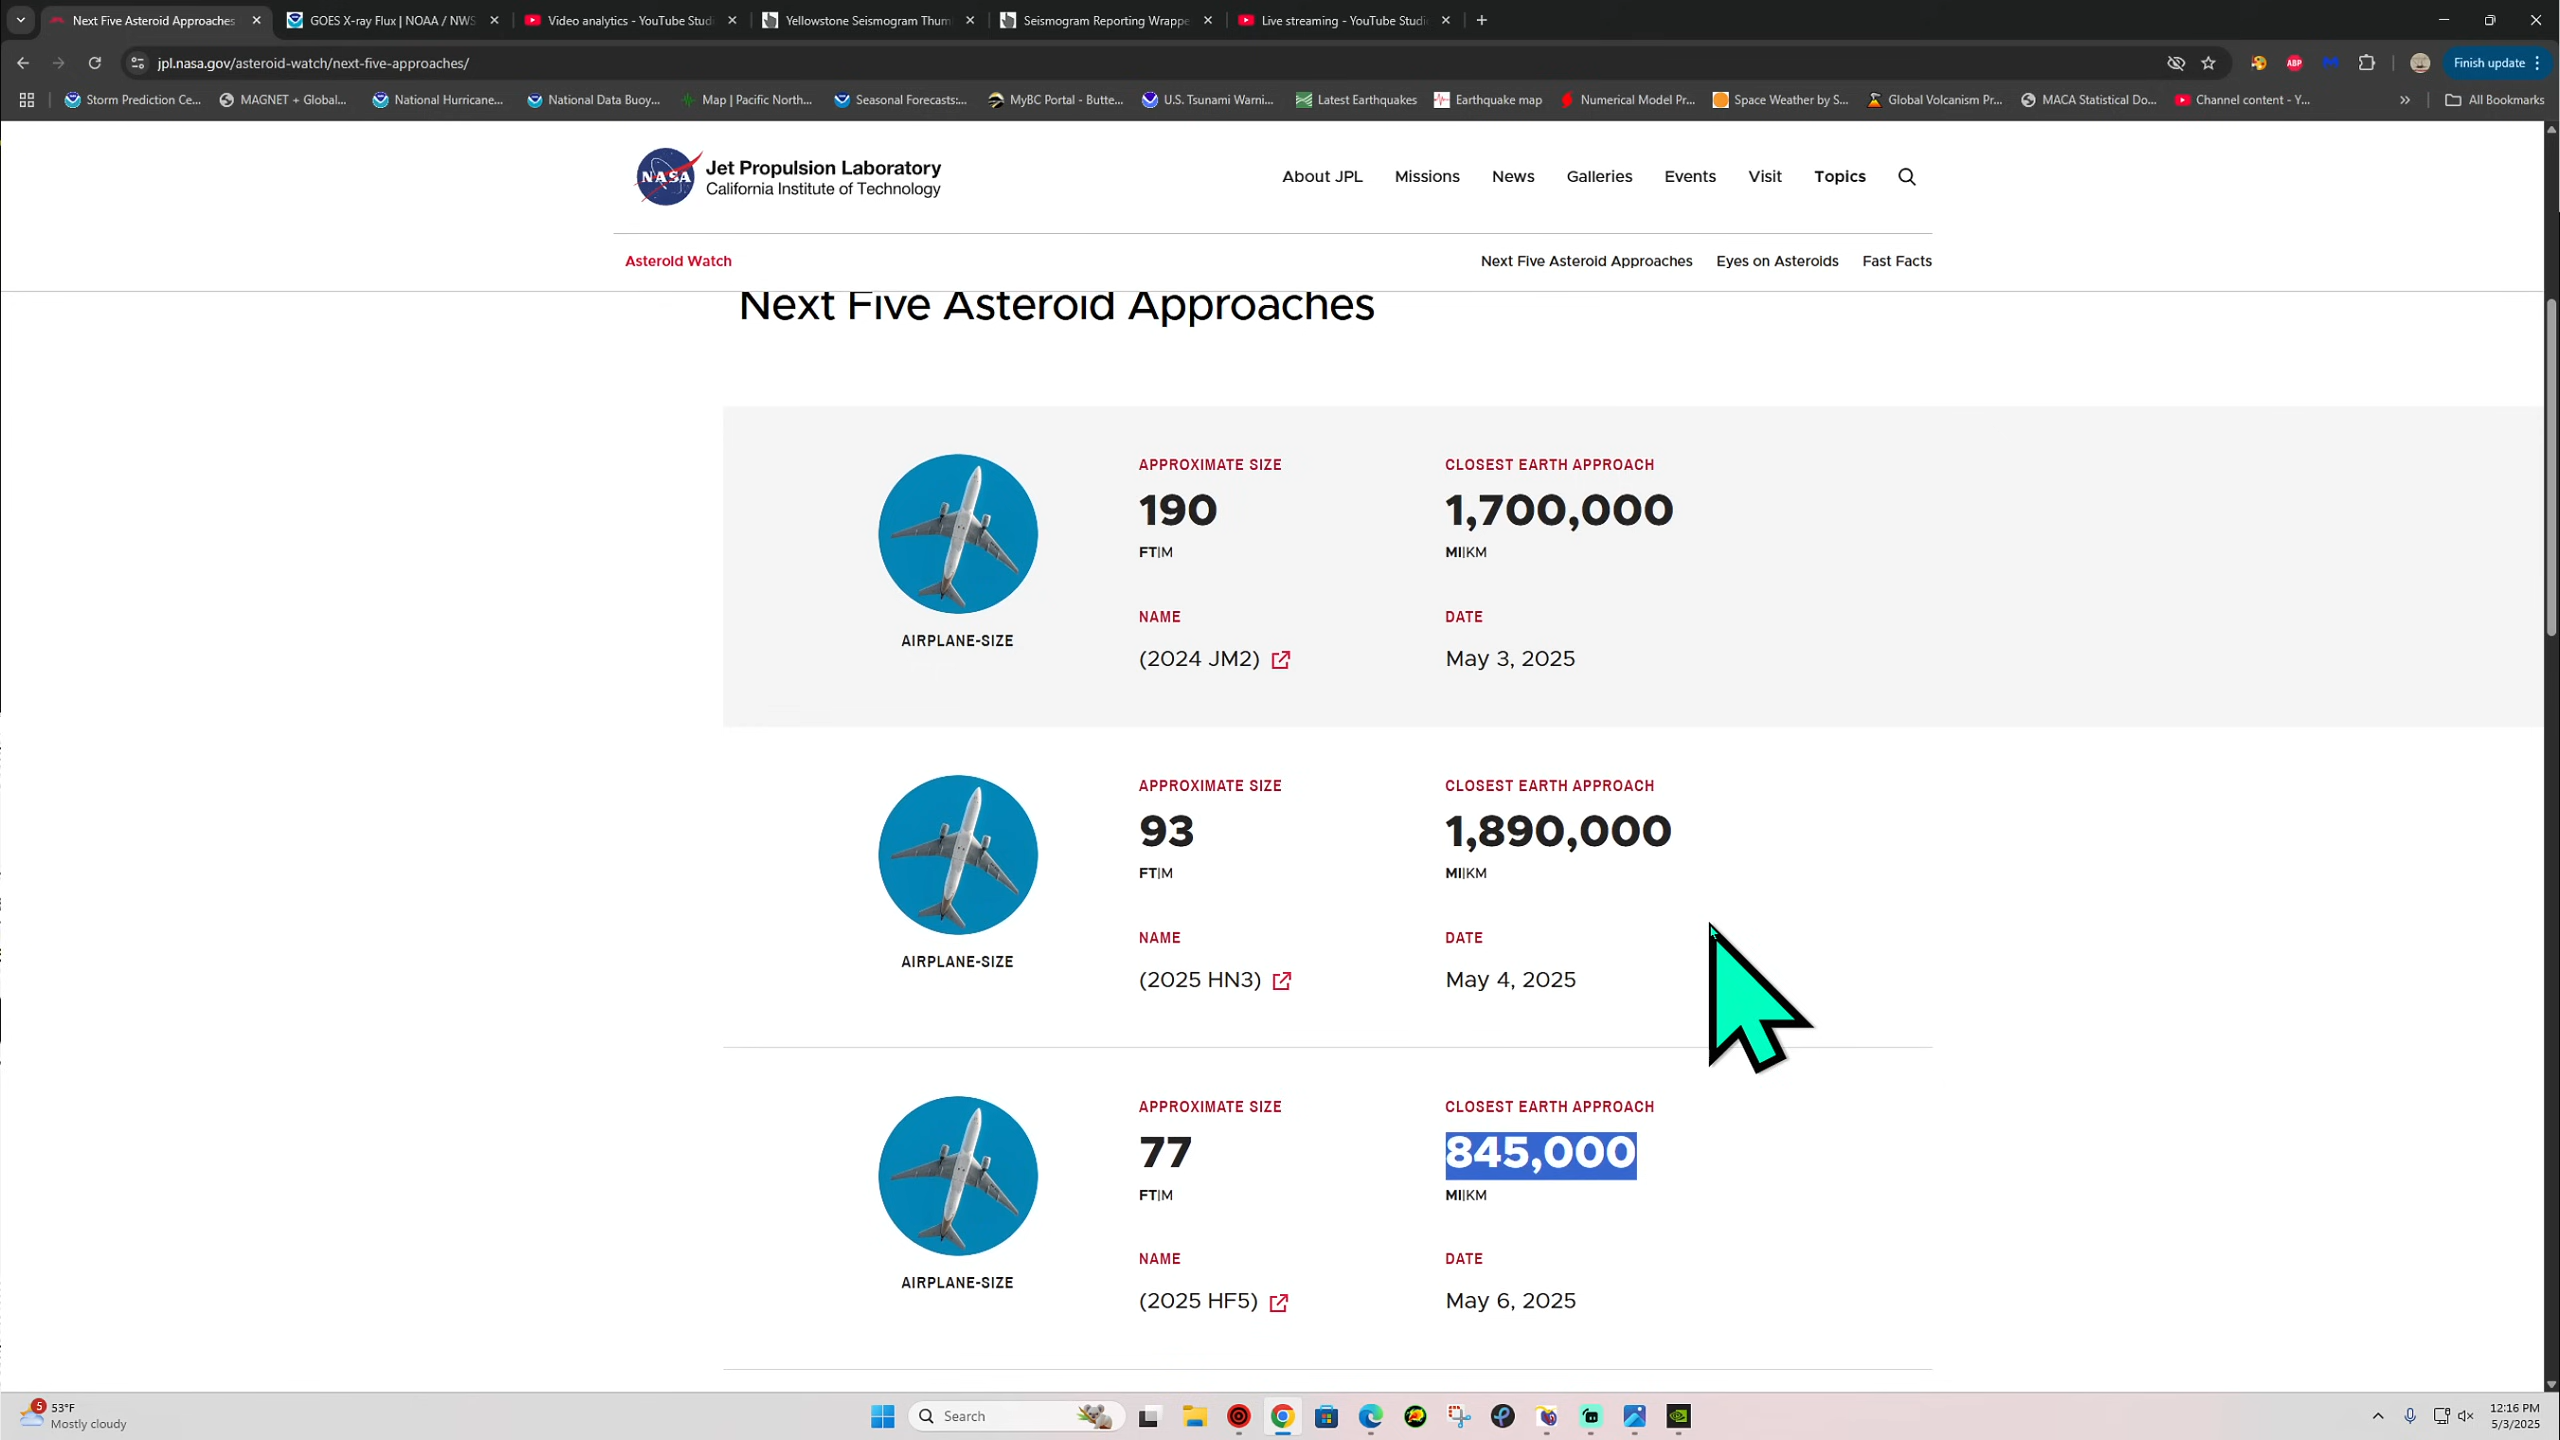 Next Five Asteroid Approaches
GOES X-ray Flux | NOAA / NWS
Video analytics - YouTube Studi
Yellowstone Seismogram Thum
Seismogram Reporting Wrappe
Live streaming - YouTube Studi
jpl.nasa.gov/asteroid-watch/next-five-approaches/
ABP
Finish update
Storm Prediction Ce...
MAGNET + Global...
National Hurricane...
National Data Buoy...
Map | Pacific North...
Seasonal Forecasts:...
MyBC Portal - Butte...
U.S. Tsunami Warni...
Latest Earthquakes
Earthquake map
Numerical Model Pr...
Space Weather by S...
Global Volcanism Pr...
MACA Statistical Do...
Channel content - Y...
All Bookmarks
NASA
Jet Propulsion Laboratory
California Institute of Technology
About JPL
Missions
News
Galleries
Events
Visit
Topics
Asteroid Watch
Next Five Asteroid Approaches
Eyes on Asteroids
Fast Facts
Next Five Asteroid Approaches
APPROXIMATE SIZE
CLOSEST EARTH APPROACH
190
1,700,000
FT|M
MI|KM
NAME
DATE
AIRPLANE-SIZE
(2024 JM2)
May 3, 2025
APPROXIMATE SIZE
CLOSEST EARTH APPROACH
93
1,890,000
FT|M
MI|KM
NAME
DATE
AIRPLANE-SIZE
(2025 HN3)
May 4, 2025
APPROXIMATE SIZE
CLOSEST EARTH APPROACH
77
845,000
FT|M
MI|KM
NAME
DATE
AIRPLANE-SIZE
(2025 HF5)
May 6, 2025
5
53°F
Mostly cloudy
Search
12:16 PM
5/3/2025